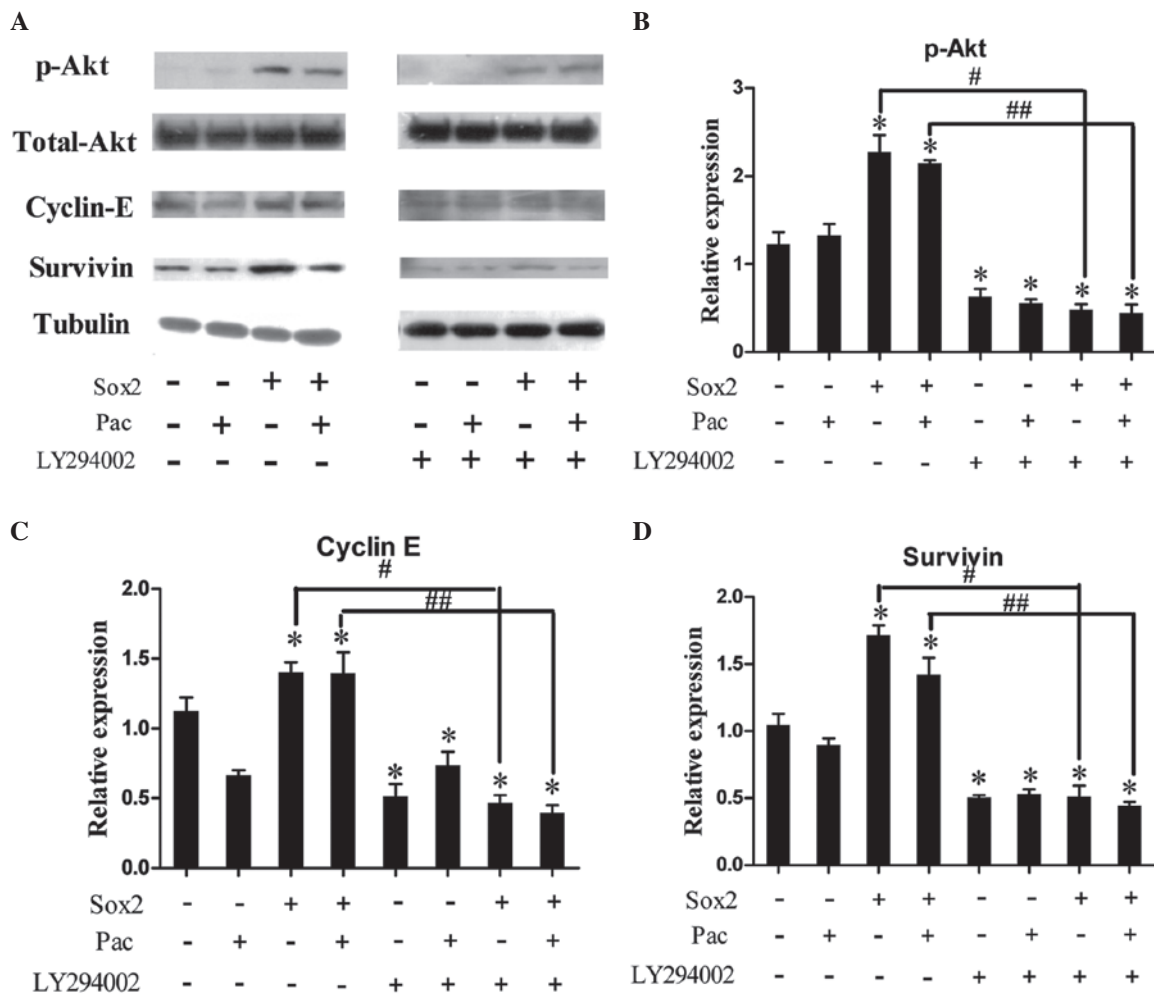 A
p-Akt
Total-Akt
Cyclin-E
Survivin
Tubulin
Sox2 - - + + - - + +
Pac - + - + - + - +
LY294002 - - - - + + + +
B
p-Akt
# 
##
* * * * * *
Relative expression
3
2
1
0
Sox2 - - + + - - + +
Pac - + - + - + - +
LY294002 - - - - + + + +
C
Cyclin E
#
##
* * * * * *
Relative expression
2.0
1.5
1.0
0.5
0.0
Sox2 - - + + - - + +
Pac - + - + - + - +
LY294002 - - - - + + + +
D
Survivin
#
##
* * * * * *
Relative expression
2.0
1.5
1.0
0.5
0.0
Sox2 - - + + - - + +
Pac - + - + - + - +
LY294002 - - - - + + + +